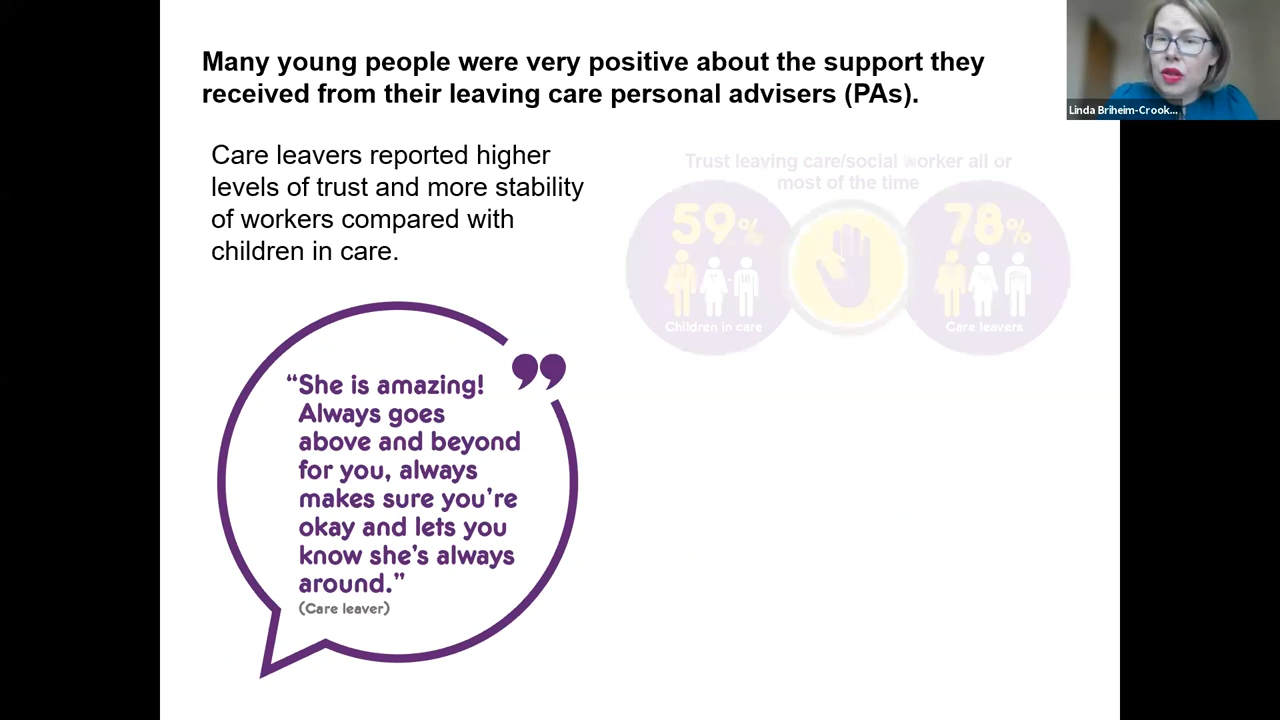 Many young people were very positive about the support they
received from their leaving care personal advisers (PAs).
Linda Briheim-Crook...
Care leavers reported higher
levels of trust and more stability
of workers compared with
children in care.
Trust leaving care/social worker all or
most of the time
59%
78%
Children in care
Care leavers
“She is amazing!
Always goes
above and beyond
for you, always
makes sure you’re
okay and lets you
know she’s always
around.”
(Care leaver)